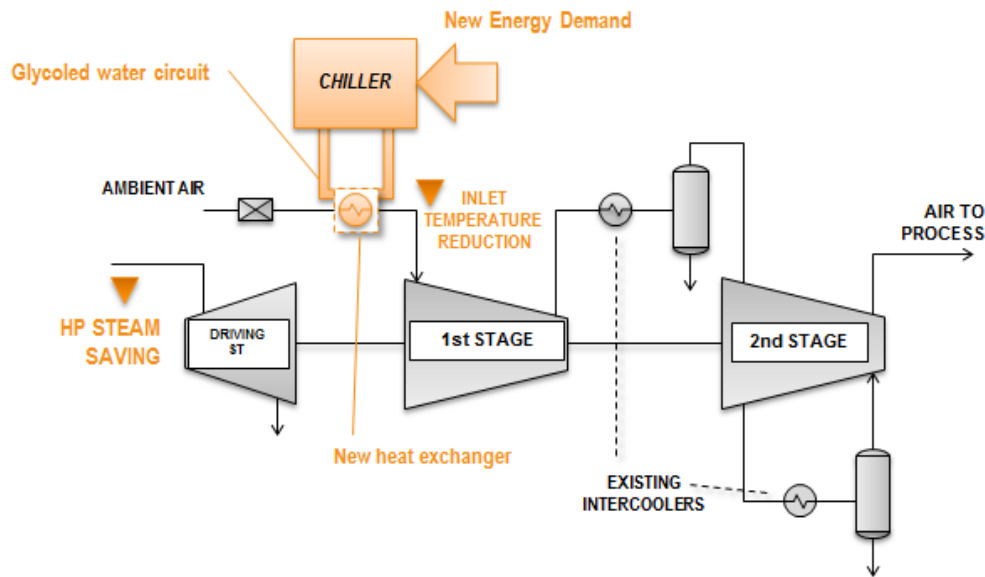 New Energy Demand
Glycoled water circuit
CHILLER
AMBIENT AIR
INLET
TEMPERATURE
REDUCTION
AIR TO
PROCESS
HP STEAM
SAVING
DRIVING
ST
1st STAGE
2nd STAGE
New heat exchanger
EXISTING
INTERCOOLERS